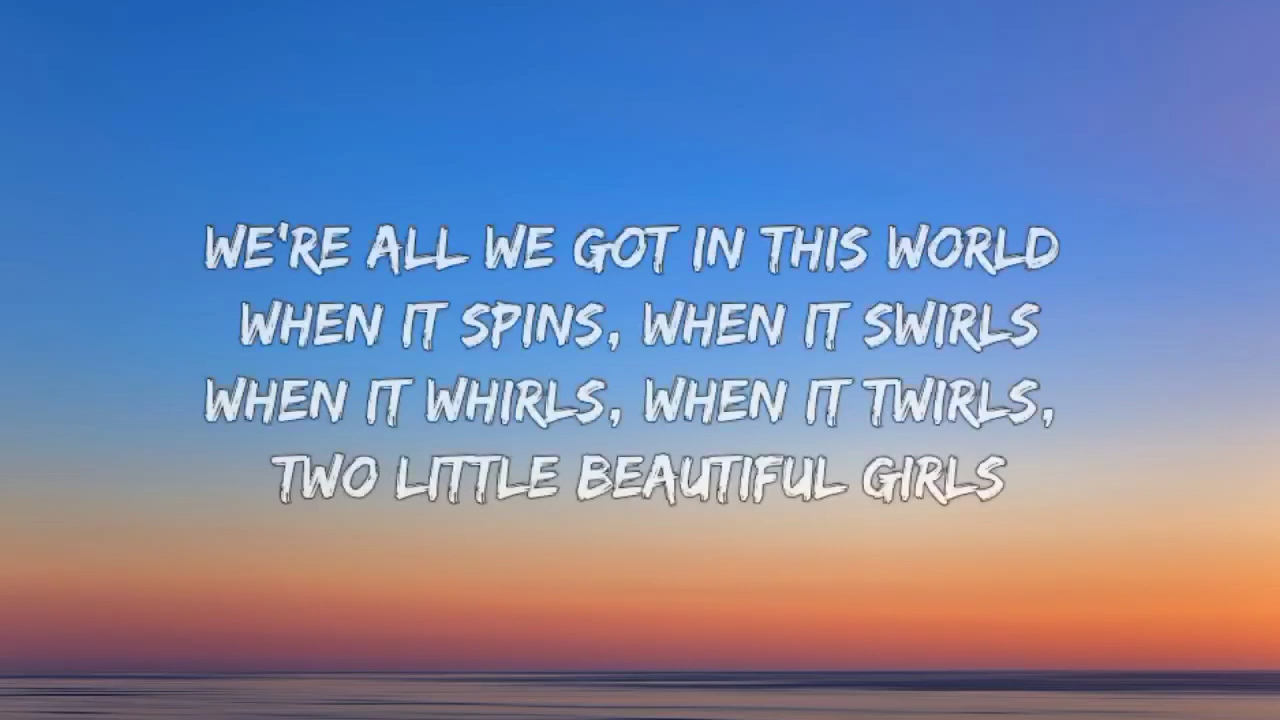 WE'RE ALL WE GOT IN THIS WORLD
WHEN IT SPINS, WHEN IT SWIRLS
WHEN IT WHIRLS, WHEN IT TWIRLS,
TWO LITTLE BEAUTIFUL GIRLS